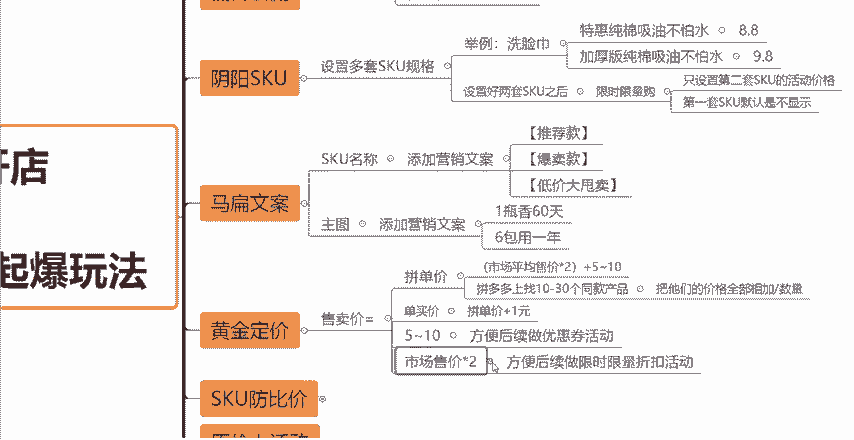 特惠纯棉吸油不怕水 8.8
举例：洗脸巾
加厚版纯棉吸油不怕水 9.8
阴阳SKU
设置多套SKU规格
只设置第二套SKU的活动价格
设置好两套SKU之后 限时限量购
第一套SKU默认是不显示
【推荐款】
SKU名称 添加营销文案
【爆卖款】
【低价大甩卖】
开店
马扁文案
1瓶香60天
主图 添加营销文案
6包用一年
起爆玩法
(市场平均售价*2）+5~10
拼单价
拼多多上找10-30个同款产品 把他们的价格全部相加/数量
售卖价=
单买价 拼单价+1元
黄金定价
5~10 方便后续做优惠券活动
市场售价*2 方便后续做限时限量折扣活动
SKU防比价